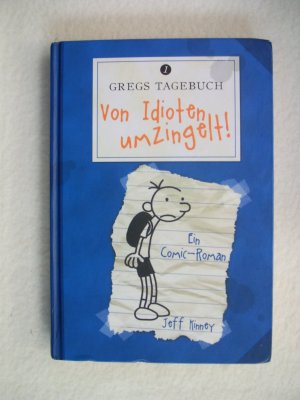 1
GREGS TAGEBUCH
Von Idioten
umzingelt!
Ein
Comic-Roman
Jeff Kinney